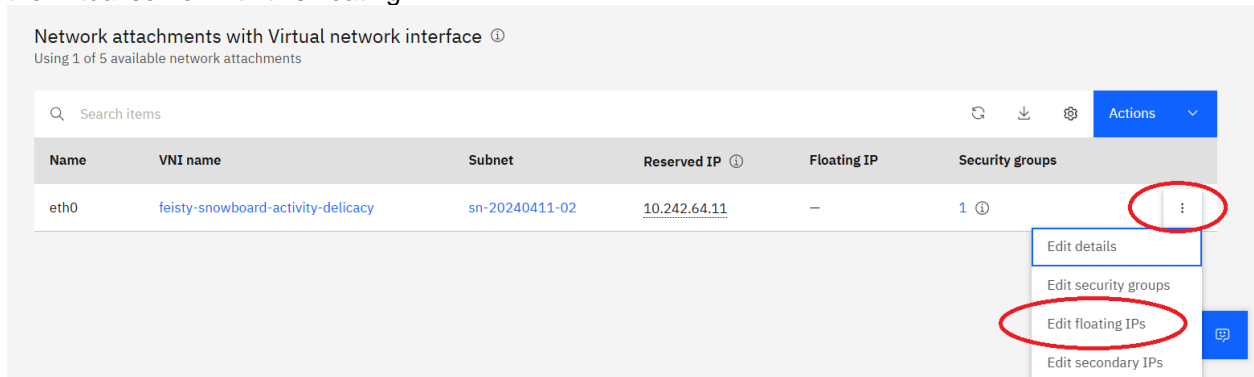 Network attachments with Virtual network interface
Using 1 of 5 available network attachments
Search items
Actions
Name VNI name Subnet Reserved IP Floating IP Security groups
eth0 feisty-snowboard-activity-delicacy sn-20240411-02 10.242.64.11 – 1
Edit details
Edit security groups
Edit floating IPs
Edit secondary IPs